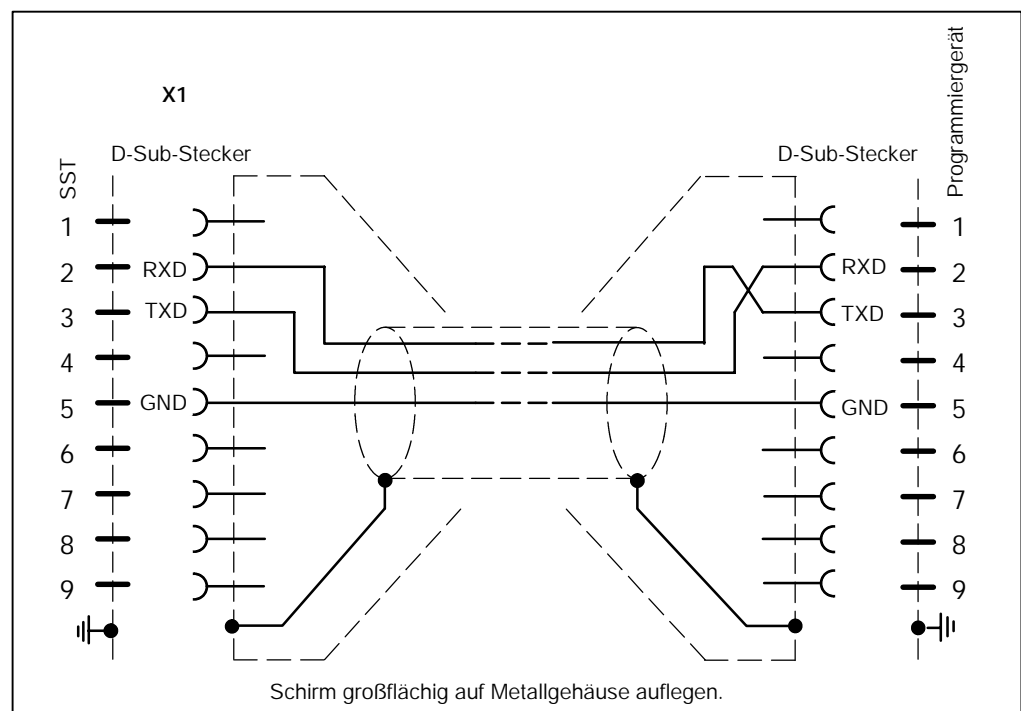 X1
D-Sub-Stecker
D-Sub-Stecker
SST
Programmiergerät
1
1
2
RXD
RXD
2
3
TXD
TXD
3
4
4
5
GND
GND
5
6
6
7
7
8
8
9
9
Schirm großflächig auf Metallgehäuse auflegen.